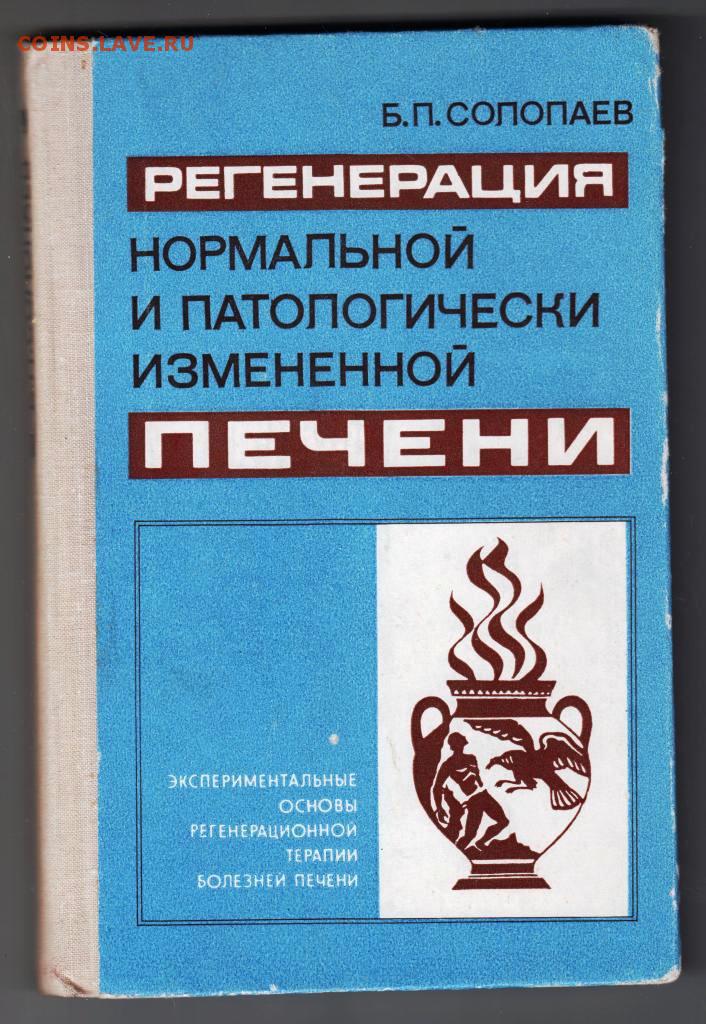 COINS.LAVE.RU
Б.П.СОЛОПАЕВ
РЕГЕНЕРАЦИЯ
НОРМАЛЬНОЙ
И ПАТОЛОГИЧЕСКИ
ИЗМЕНЕННОЙ
ПЕЧЕНИ
ЭКСПЕРИМЕНТАЛЬНЫЕ
ОСНОВЫ
РЕГЕНЕРАЦИОННОЙ
ТЕРАПИИ
БОЛЕЗНЕЙ ПЕЧЕНИ